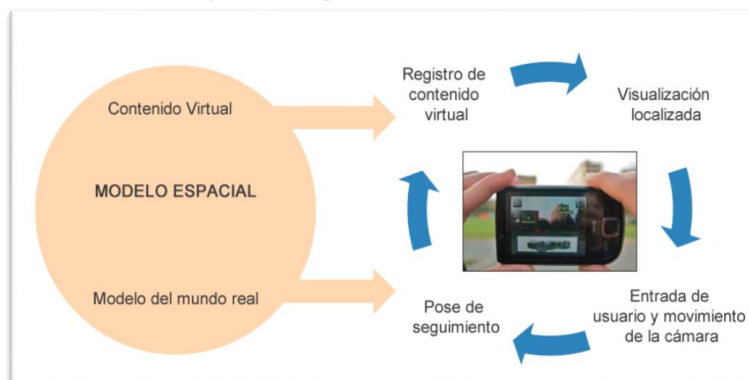 Contenido Virtual
MODELO ESPACIAL
Modelo del mundo real
Registro de
contenido
virtual
Visualización
localizada
Entrada de
usuario y movimiento
de la cámara
Pose de
seguimiento